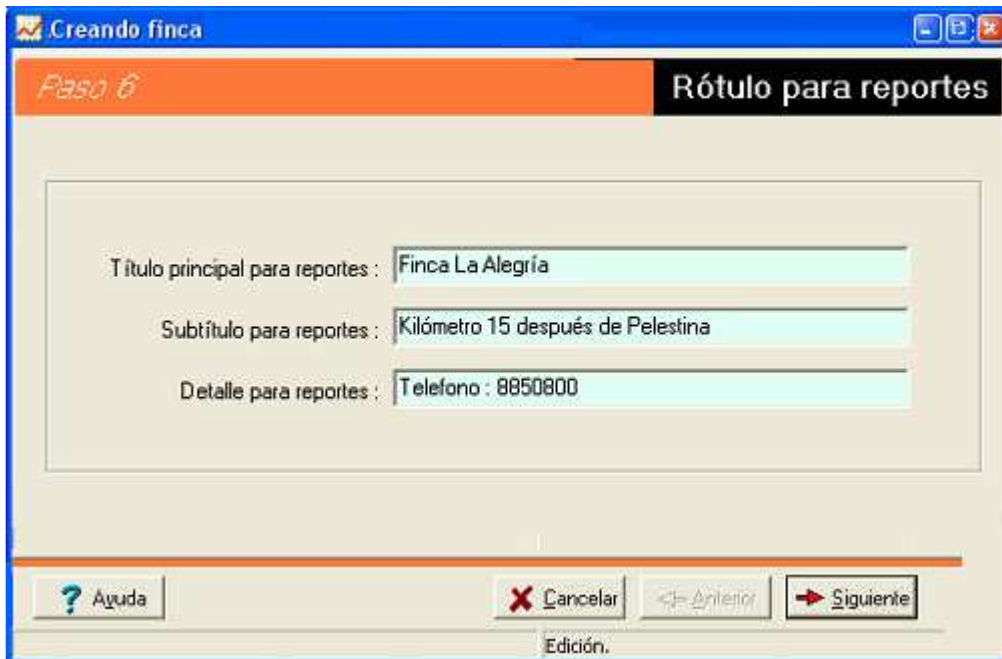 Creando finca
Paso 6
Rótulo para reportes
Título principal para reportes : Finca La Alegría
Subtítulo para reportes : Kilómetro 15 después de Pelestina
Detalle para reportes : Telefono : 8850800
? Ayuda
Cancelar
Anterior
Siguiente
Edición.